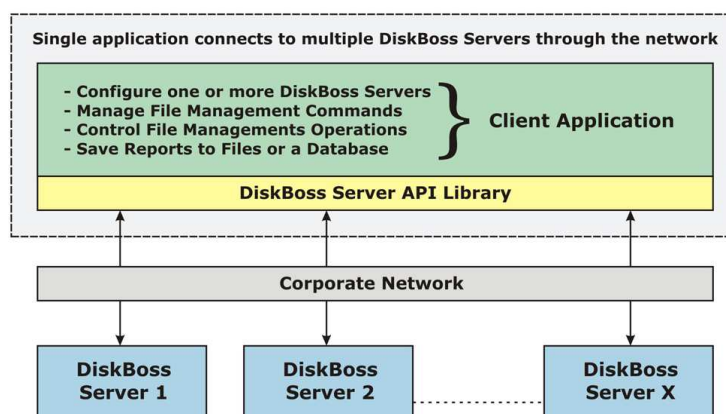 Single application connects to multiple DiskBoss Servers through the network
- Configure one or more DiskBoss Servers
- Manage File Management Commands
- Control File Managements Operations
- Save Reports to Files or a Database
Client Application
DiskBoss Server API Library
Corporate Network
DiskBoss
Server 1
DiskBoss
Server 2
DiskBoss
Server X